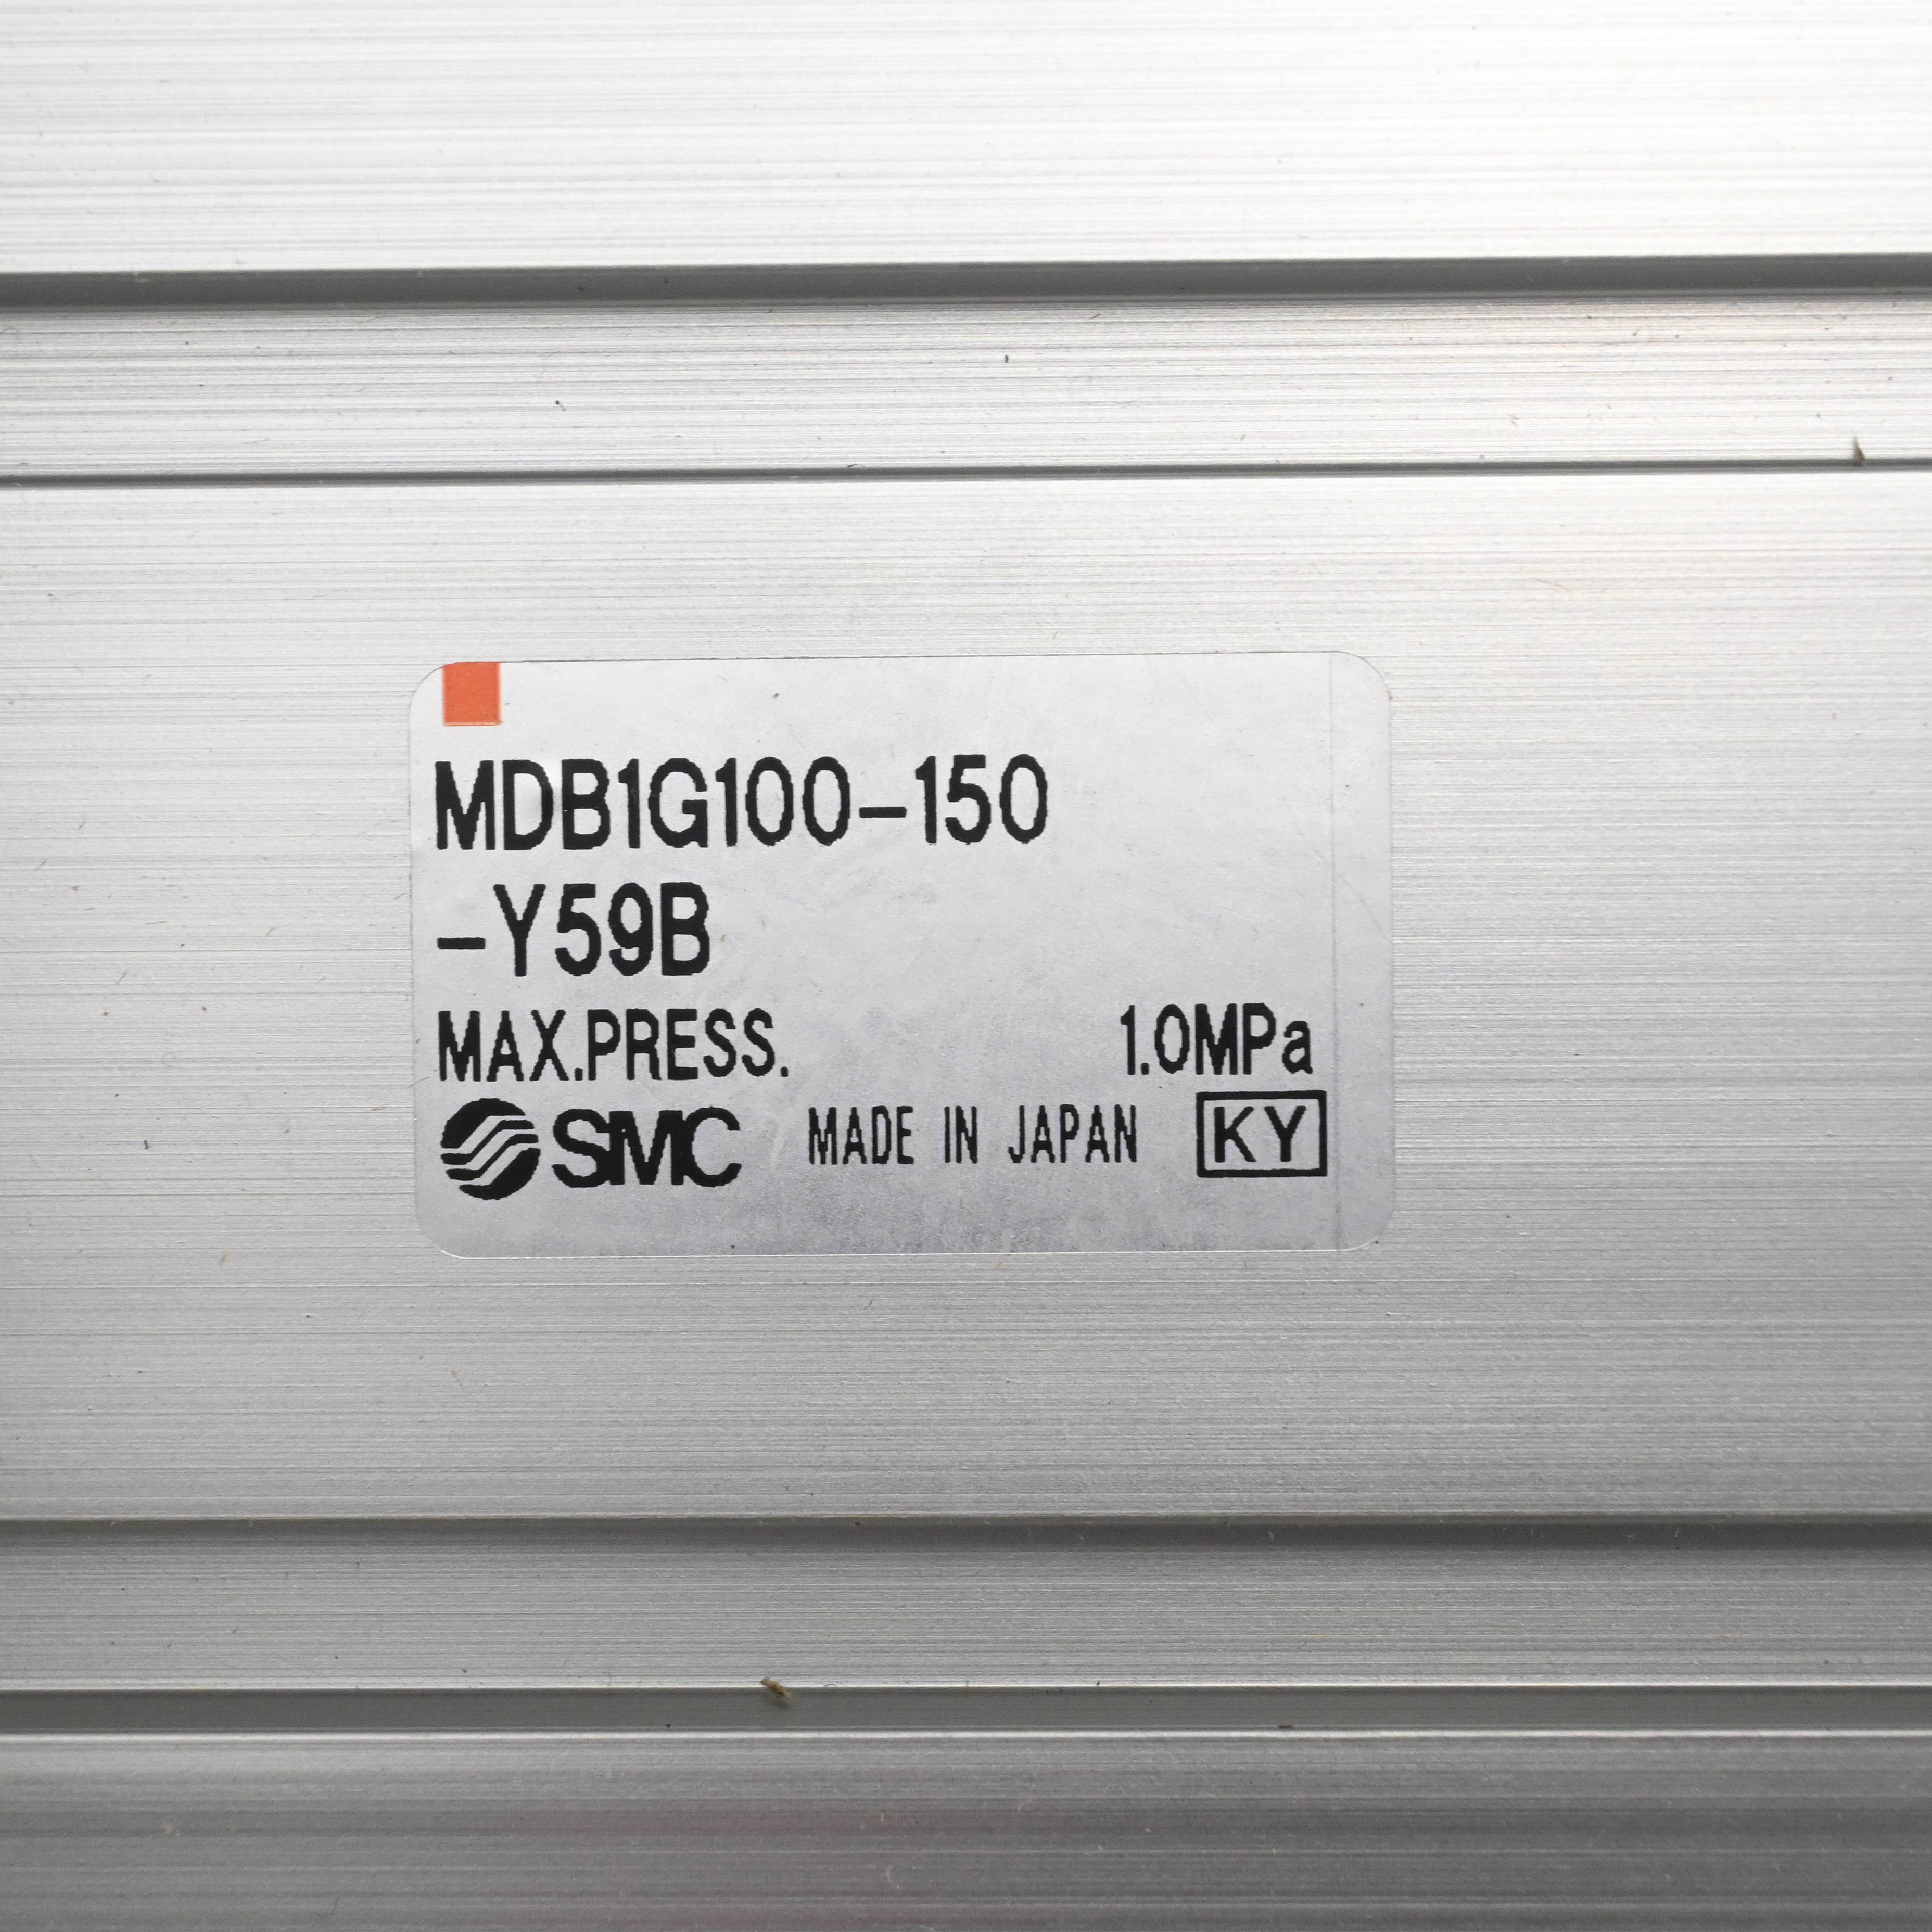 MDB1G100-150
-Y59B
MAX.PRESS. 1.0MPa
SMC MADE IN JAPAN KY